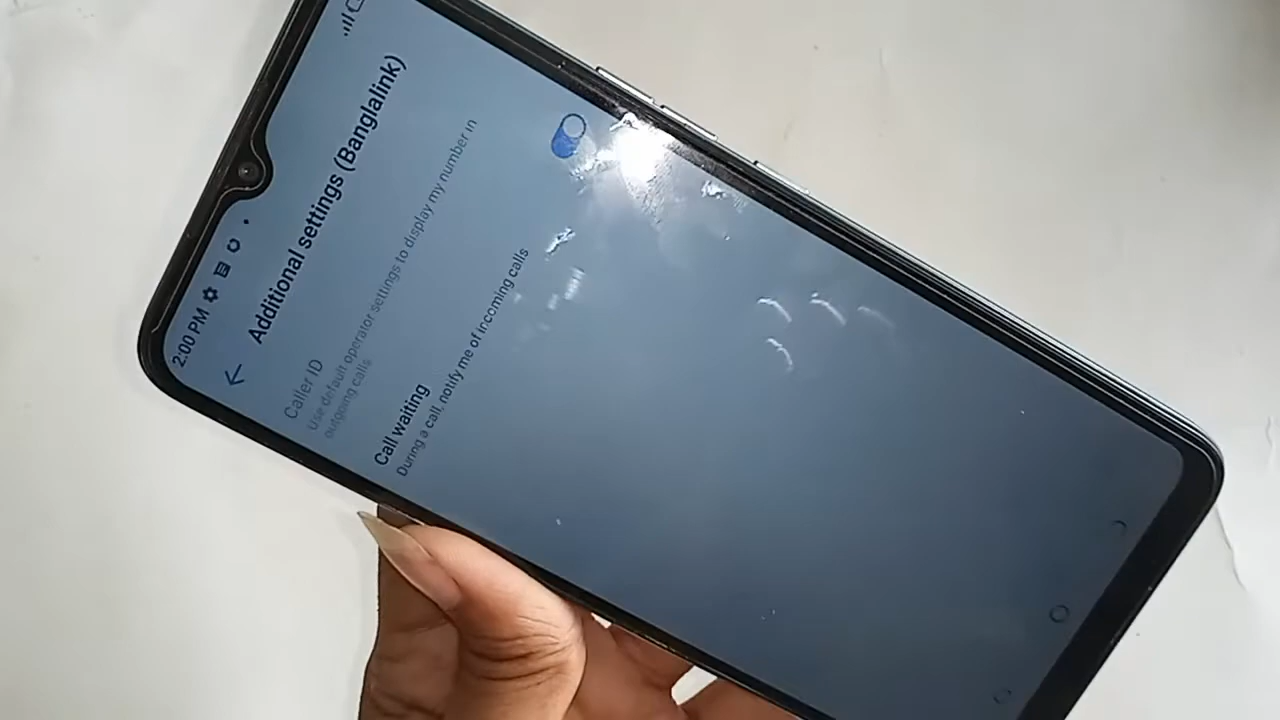 2:00 PM
Additional settings (Banglalink)
Caller ID
Use default operator settings to display my number in
outgoing calls
Call waiting
During a call, notify me of incoming calls